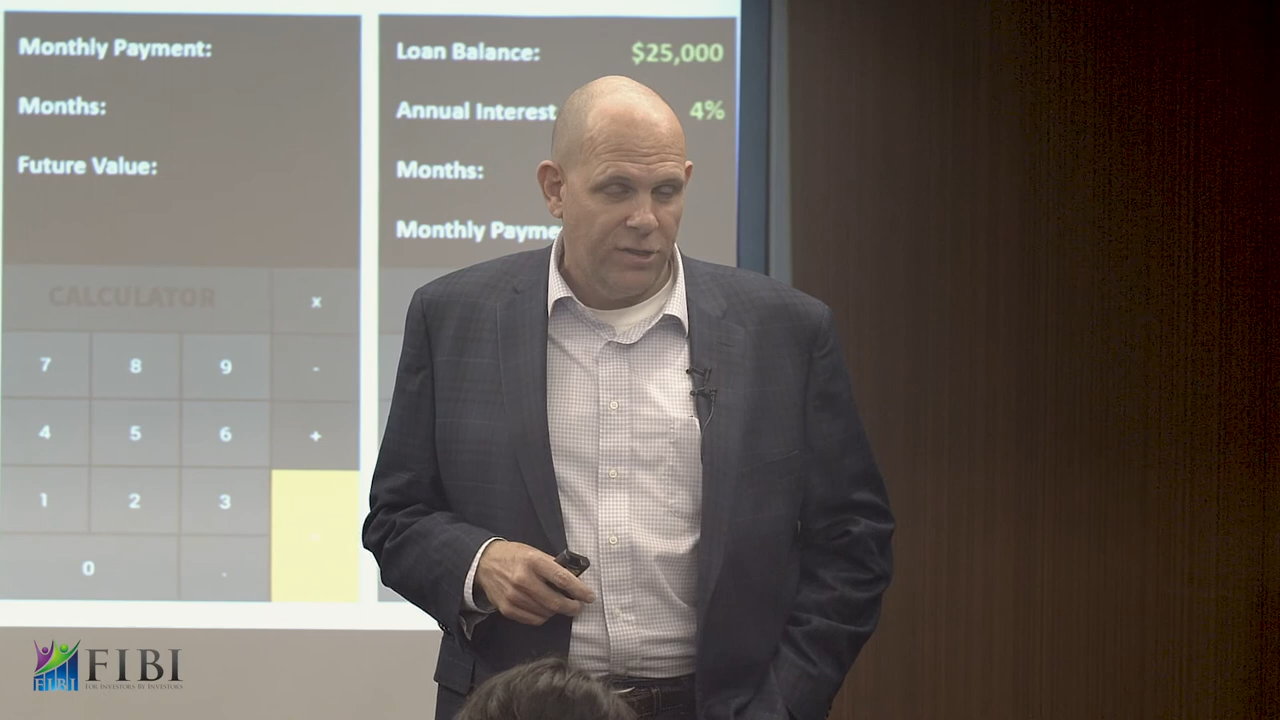 Monthly Payment:
Months:
Future Value:
CALCULATOR
x
7 8 9 -
4 5 6 +
1 2 3
0 .
Loan Balance: $25,000
Annual Interest 4%
Months:
Monthly Payme
FIBI
FIBI
FOR INVESTORS BY INVESTORS